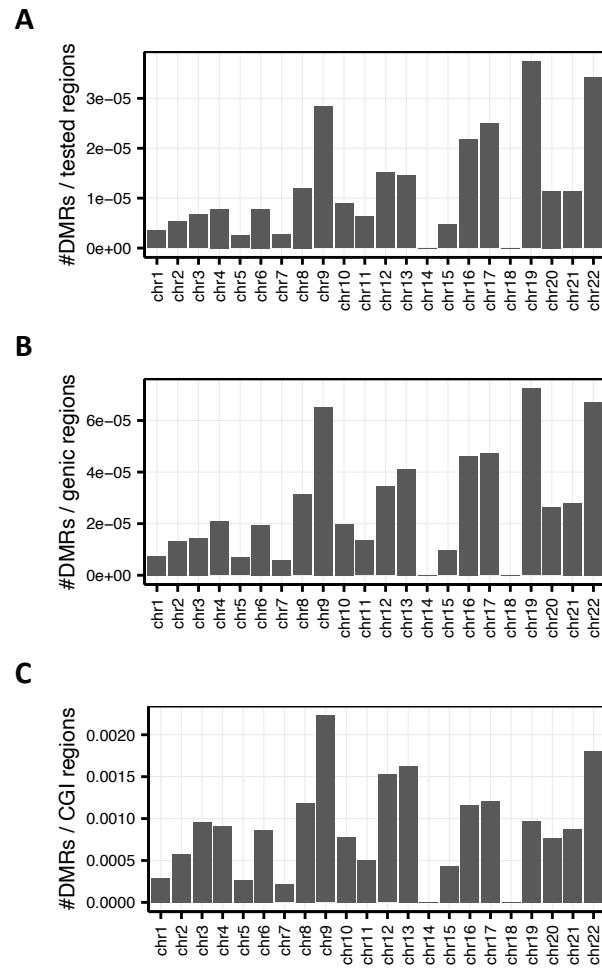 A
#DMRs / tested regions
3e−05
2e−05
1e−05
0e+00
chr1
chr2
chr3
chr4
chr5
chr6
chr7
chr8
chr9
chr10
chr11
chr12
chr13
chr14
chr15
chr16
chr17
chr18
chr19
chr20
chr21
chr22
B
#DMRs / genic regions
6e−05
4e−05
2e−05
0e+00
chr1
chr2
chr3
chr4
chr5
chr6
chr7
chr8
chr9
chr10
chr11
chr12
chr13
chr14
chr15
chr16
chr17
chr18
chr19
chr20
chr21
chr22
C
#DMRs / CGI regions
0.0020
0.0015
0.0010
0.0005
0.0000
chr1
chr2
chr3
chr4
chr5
chr6
chr7
chr8
chr9
chr10
chr11
chr12
chr13
chr14
chr15
chr16
chr17
chr18
chr19
chr20
chr21
chr22